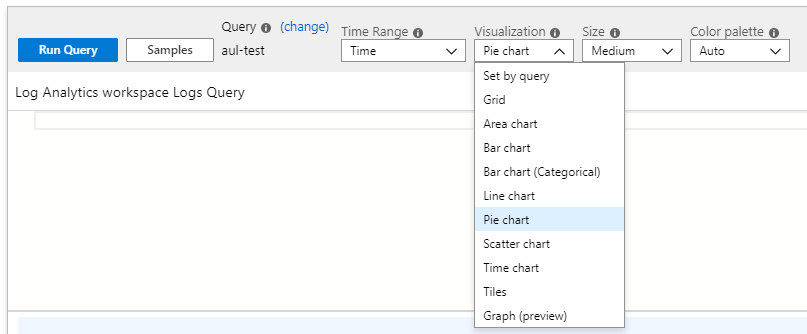 Query (change)
Time Range
Visualization
Size
Color palette
Run Query
Samples
aul-test
Time
Pie chart
Medium
Auto
Log Analytics workspace Logs Query
Set by query
Grid
Area chart
Bar chart
Bar chart (Categorical)
Line chart
Pie chart
Scatter chart
Time chart
Tiles
Graph (preview)